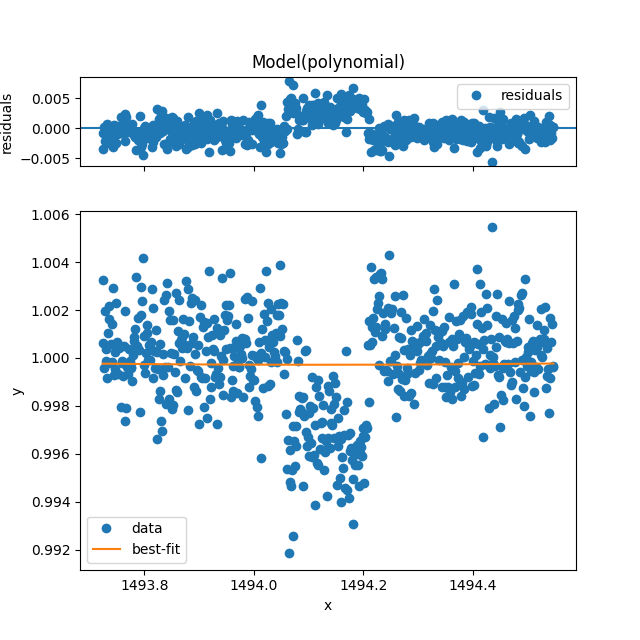 Model(polynomial)
residuals
0.005
0.000
−0.005
residuals
y
1.006
1.004
1.002
1.000
0.998
0.996
0.994
0.992
data
best-fit
1493.8 1494.0 1494.2 1494.4
x